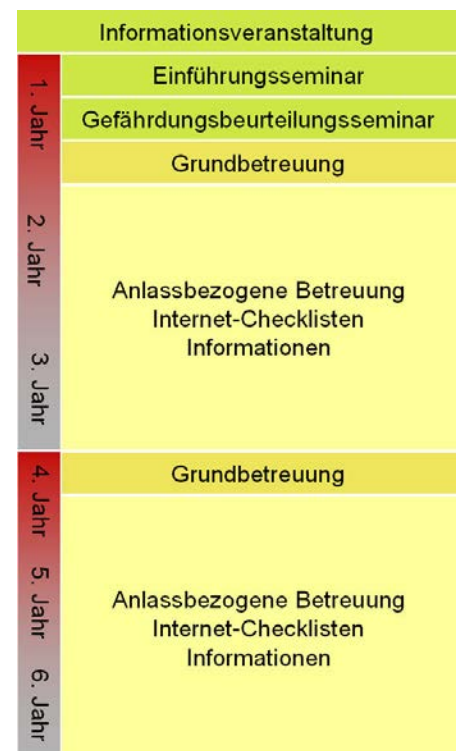 Informationsveranstaltung
1. Jahr
Einführungsseminar
Gefährdungsbeurteilungsseminar
Grundbetreuung
2. Jahr
Anlassbezogene Betreuung
Internet-Checklisten
Informationen
3. Jahr
4. Jahr
Grundbetreuung
5. Jahr
Anlassbezogene Betreuung
Internet-Checklisten
Informationen
6. Jahr